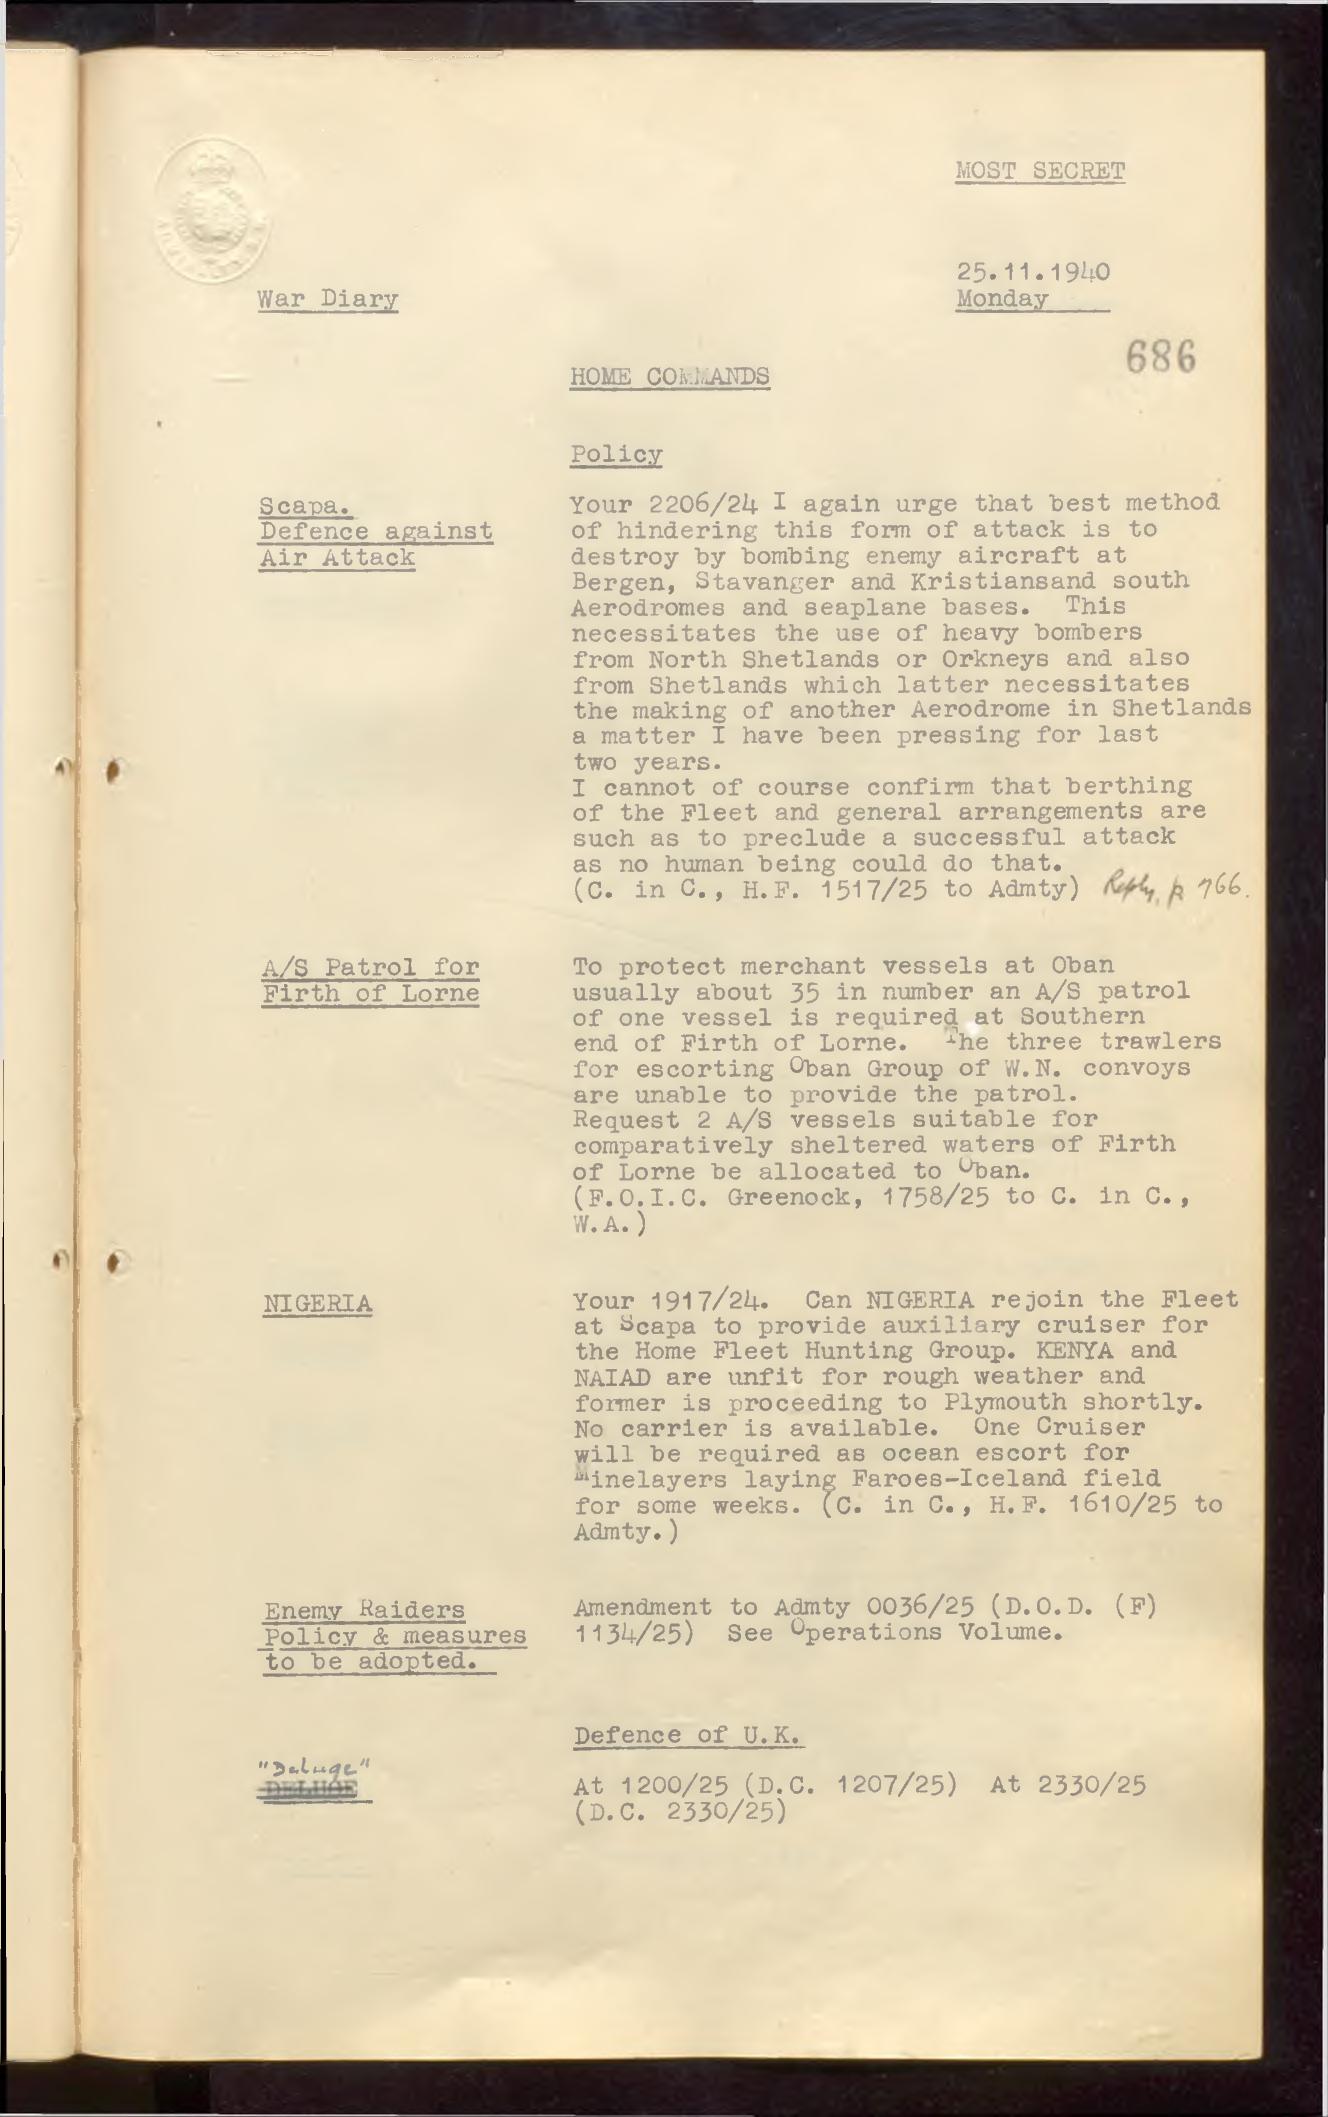 MOST SECRET
25.11.1940
War Diary
Monday
686
HOME COMMANDS
Policy
Scapa.
Defence against
Air Attack
Your 2206/24 I again urge that best method
of hindering this form of attack is to
destroy by bombing enemy aircraft at
Bergen, Stavanger and Kristiansand south
Aerodromes and seaplane bases. This
necessitates the use of heavy bombers
from North Shetlands or Orkneys and also
from Shetlands which latter necessitates
the making of another Aerodrome in Shetlands
a matter I have been pressing for last
two years.
I cannot of course confirm that berthing
of the Fleet and general arrangements are
such as to preclude a successful attack
as no human being could do that.
(C. in C., H.F. 1517/25 to Admty) Reply, p 766.
A/S Patrol for
Firth of Lorne
To protect merchant vessels at Oban
usually about 35 in number an A/S patrol
of one vessel is required at Southern
end of Firth of Lorne. The three trawlers
for escorting Oban Group of W.N. convoys
are unable to provide the patrol.
Request 2 A/S vessels suitable for
comparatively sheltered waters of Firth
of Lorne be allocated to Oban.
(F.O.I.C. Greenock, 1758/25 to C. in C.,
W.A.)
NIGERIA
Your 1917/24. Can NIGERIA rejoin the Fleet
at Scapa to provide auxiliary cruiser for
the Home Fleet Hunting Group. KENYA and
NAIAD are unfit for rough weather and
former is proceeding to Plymouth shortly.
No carrier is available. One Cruiser
will be required as ocean escort for
Minelayers laying Faroes-Iceland field
for some weeks. (C. in C., H.F. 1610/25 to
Admty.)
Enemy Raiders
Policy & measures
to be adopted.
Amendment to Admty 0036/25 (D.O.D. (F)
1134/25) See Operations Volume.
Defence of U.K.
"Deluge"
DELUGE
At 1200/25 (D.C. 1207/25) At 2330/25
(D.C. 2330/25)